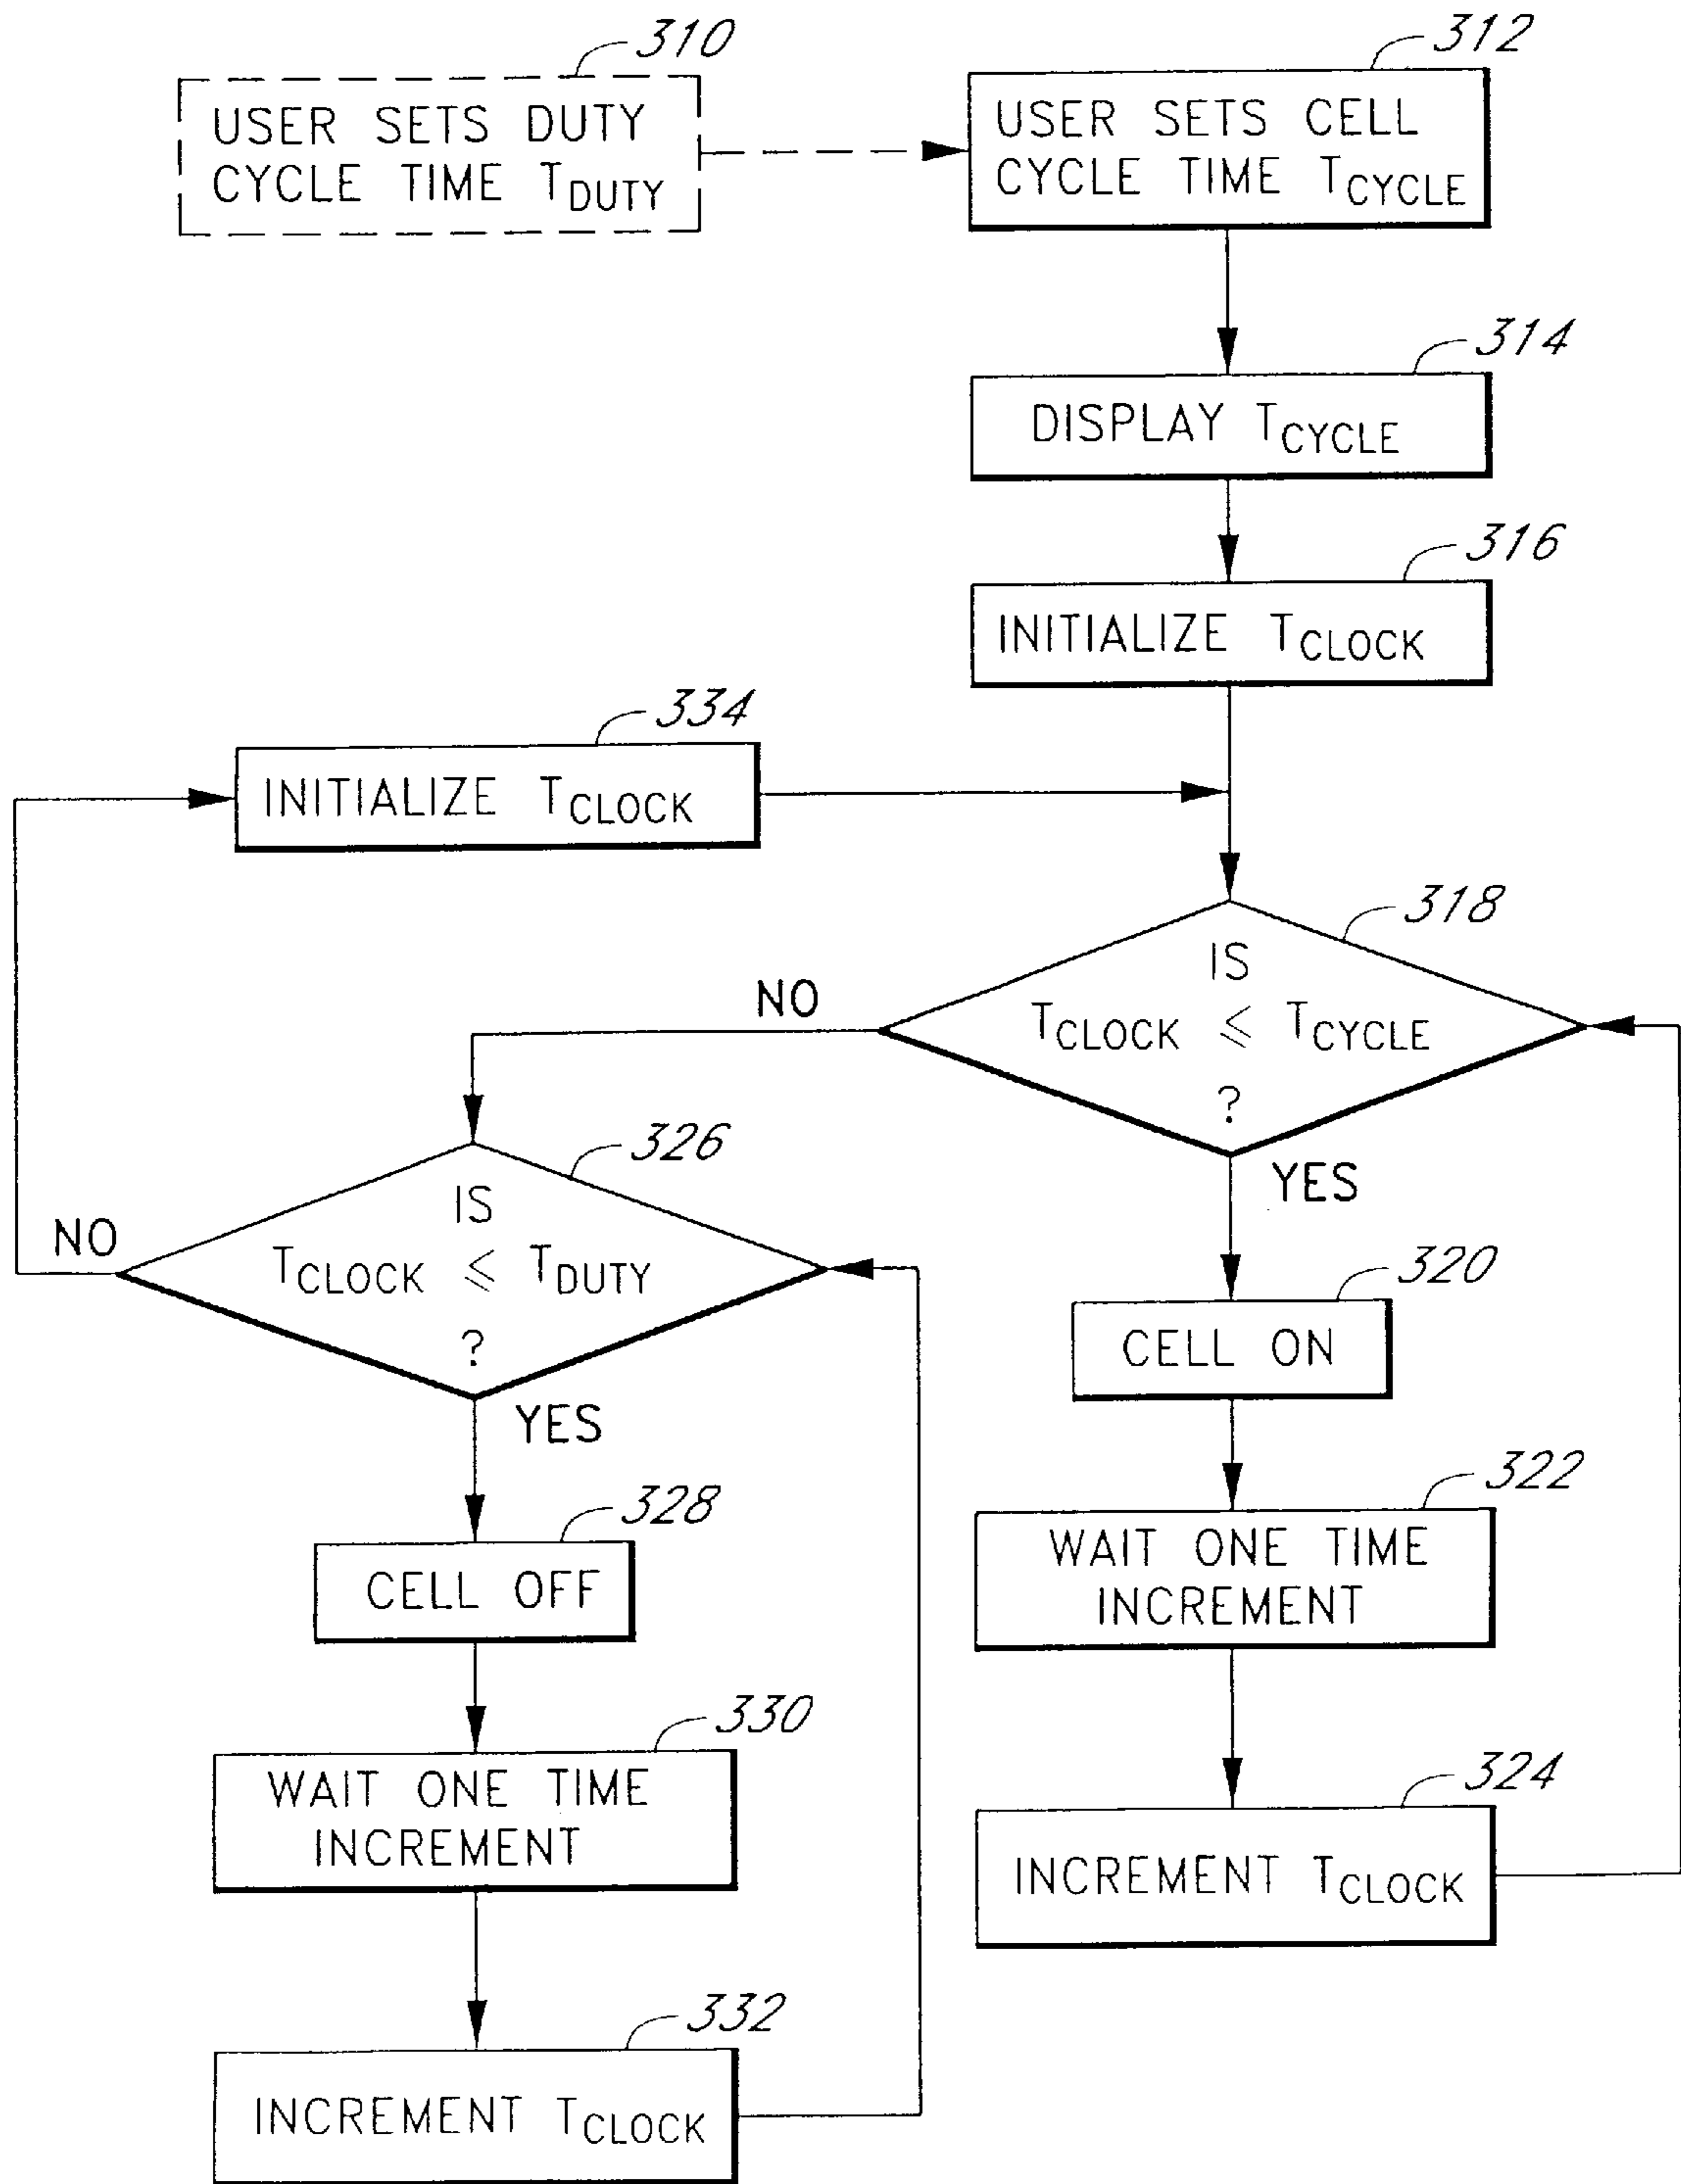 310
USER SETS DUTY
CYCLE TIME TDUTY
312
USER SETS CELL
CYCLE TIME TCYCLE
314
DISPLAY TCYCLE
316
INITIALIZE TCLOCK
334
INITIALIZE TCLOCK
318
IS
TCLOCK ≤ TCYCLE
?
NO
YES
326
IS
TCLOCK ≤ TDUTY
?
NO
YES
320
CELL ON
322
WAIT ONE TIME
INCREMENT
324
INCREMENT TCLOCK
328
CELL OFF
330
WAIT ONE TIME
INCREMENT
332
INCREMENT TCLOCK